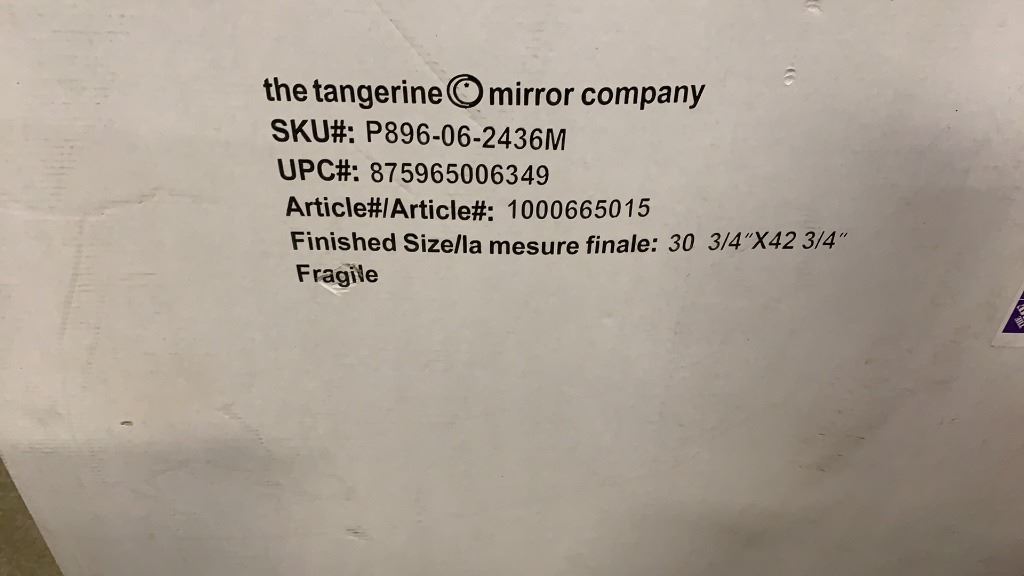 the tangerine mirror company
SKU#: P896-06-2436M
UPC#: 875965006349
Article#/Article#: 1000665015
Finished Size/la mesure finale: 30 3/4″X42 3/4″
Fragile